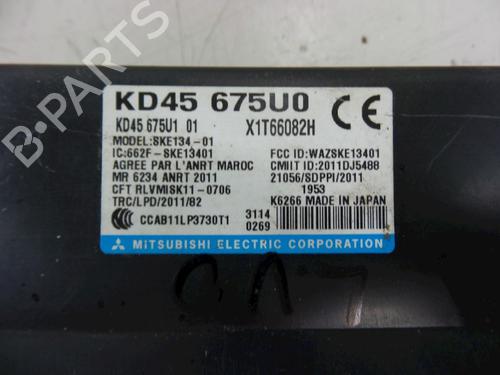 B-PARTS
KD45 675U0
KD45 675U1 01 X1T66082H
MODEL:SKE134-01
IC:662F-SKE13401 FCC ID:WAZSKE13401
AGREE PAR L'ANRT MAROC CMIIT ID:2011DJ5488
MR 6234 ANRT 2011 21056/SDPPI/2011
CFT RLVMISK11-0706 1953
TRC/LPD/2011/82 K6266 MADE IN JAPAN
CCAB11LP3730T1 3114
0269
MITSUBISHI ELECTRIC CORPORATION